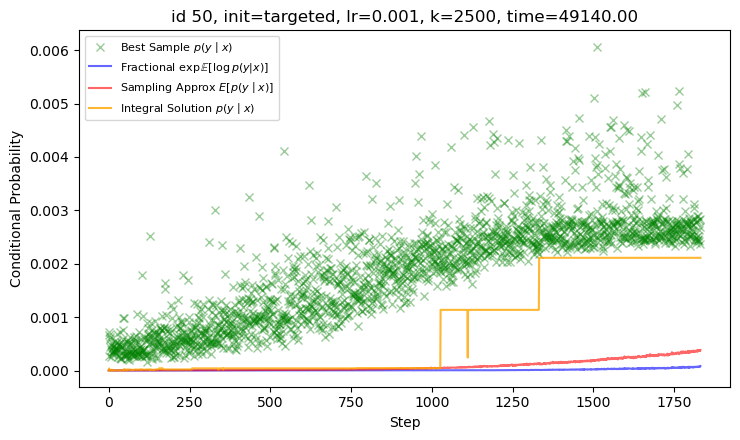 id 50, init=targeted, lr=0.001, k=2500, time=49140.00
Best Sample p(y | x)
Fractional exp𝔼[log p(y|x)]
Sampling Approx E[p(y | x)]
Integral Solution p(y | x)
Conditional Probability
0.006
0.005
0.004
0.003
0.002
0.001
0.000
0 250 500 750 1000 1250 1500 1750
Step